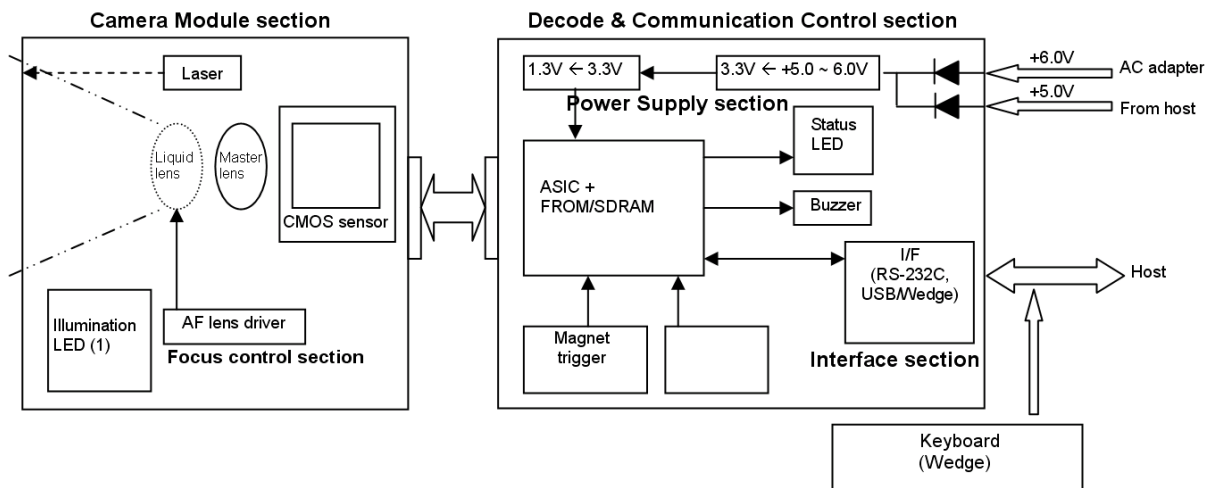 Camera Module section
Decode & Communication Control section
Laser
1.3V ← 3.3V
3.3V ← +5.0 ~ 6.0V
+6.0V
AC adapter
Power Supply section
+5.0V
From host
Status
LED
Liquid
lens
Master
lens
ASIC +
FROM/SDRAM
CMOS sensor
Buzzer
I/F
(RS-232C,
USB/Wedge)
Host
Illumination
LED (1)
AF lens driver
Focus control section
Magnet
trigger
Interface section
Keyboard
(Wedge)